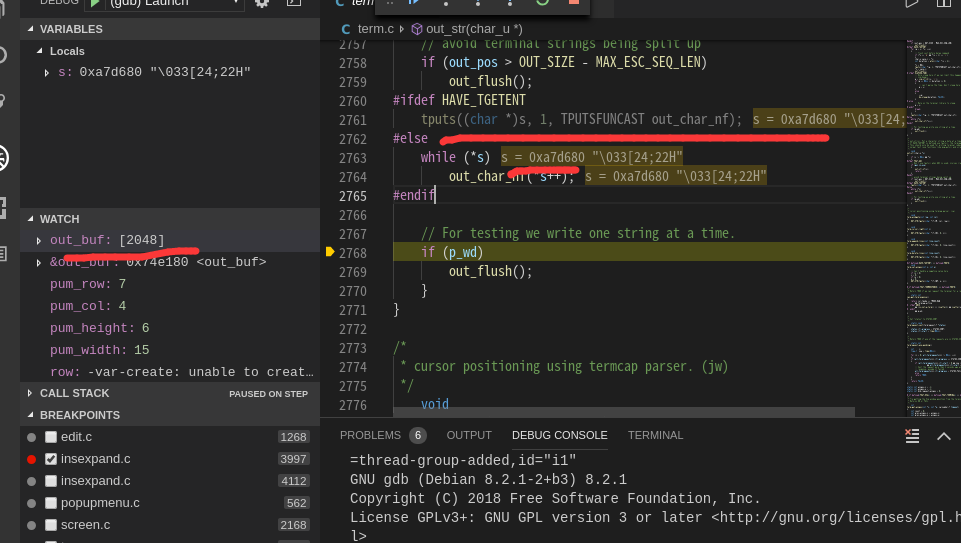 DEBUG
(gdb) Launch
VARIABLES
Locals
s: 0xa7d680 "\033[24;22H"
WATCH
out_buf: [2048]
&out_buf: 0x74e180 <out_buf>
pum_row: 7
pum_col: 4
pum_height: 6
pum_width: 15
row: -var-create: unable to creat…
CALL STACK
PAUSED ON STEP
BREAKPOINTS
edit.c 1268
insexpand.c 3997
insexpand.c 4112
popupmenu.c 562
screen.c 2168
term.c > out_str(char_u *)
2757 // avoid terminal strings being split up
2758 if (out_pos > OUT_SIZE - MAX_ESC_SEQ_LEN)
2759 out_flush();
2760 #ifdef HAVE_TGETENT
2761 tputs((char *)s, 1, TPUTSFUNCAST out_char_nf); s = 0xa7d680 "\033[24;
2762 #else
2763 while (*s) s = 0xa7d680 "\033[24;22H"
2764 out_char_nf(*s++); s = 0xa7d680 "\033[24;22H"
2765 #endif
2766
2767 // For testing we write one string at a time.
2768 if (p_wd)
2769 out_flush();
2770 }
2771 }
2772
2773 /*
2774 * cursor positioning using termcap parser. (jw)
2775 */
2776 void
PROBLEMS 6 OUTPUT DEBUG CONSOLE TERMINAL
=thread-group-added,id="i1"
GNU gdb (Debian 8.2.1-2+b3) 8.2.1
Copyright (C) 2018 Free Software Foundation, Inc.
License GPLv3+: GNU GPL version 3 or later <http://gnu.org/licenses/gpl.h
l>